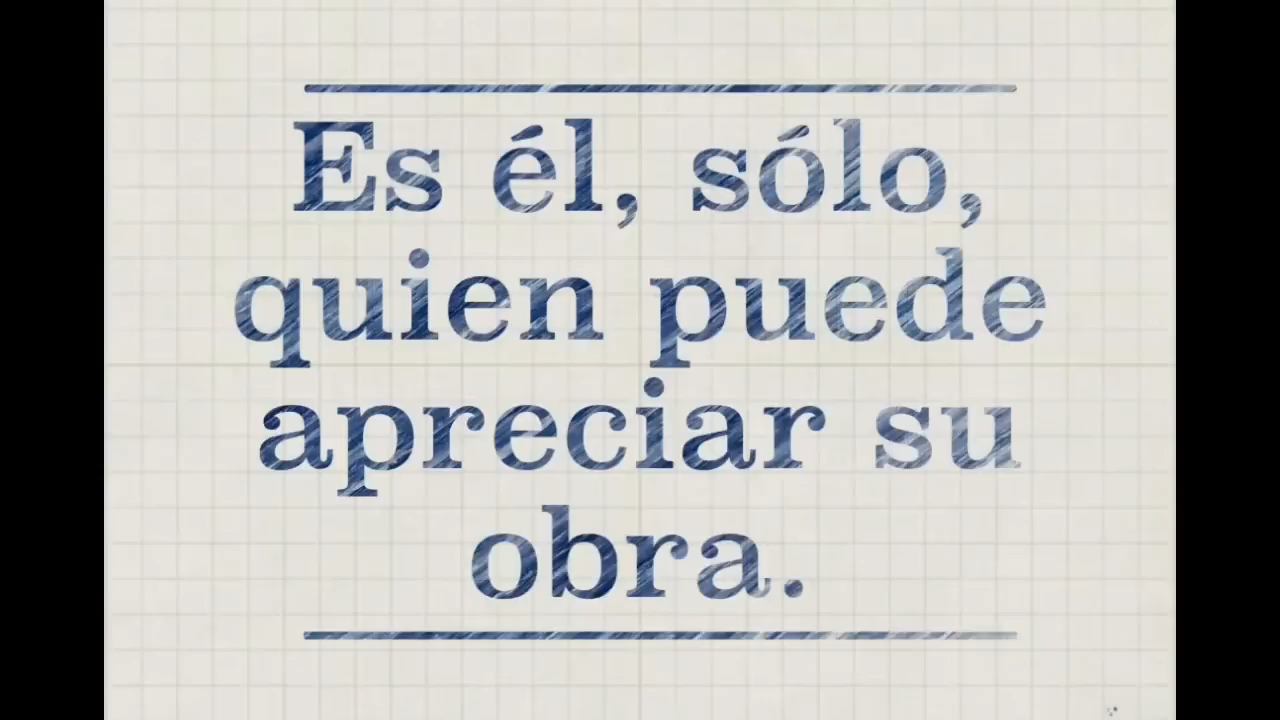 Es él, sólo,
quien puede
apreciar su
obra.